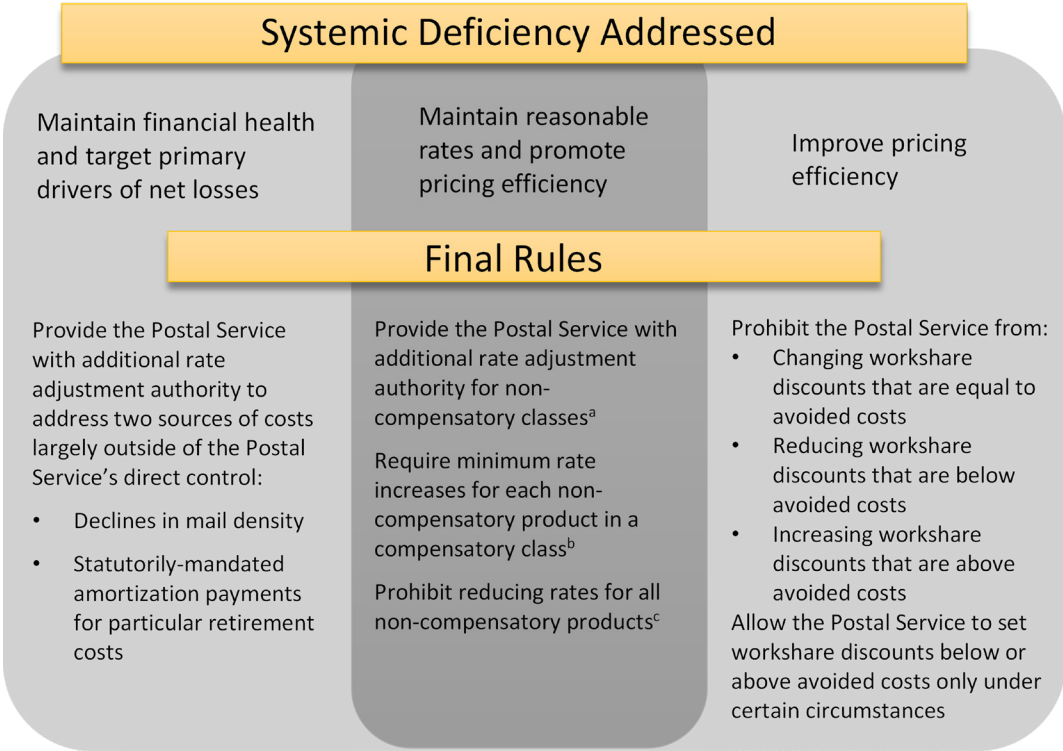 Systemic Deficiency Addressed
Maintain financial health
and target primary
drivers of net losses
Maintain reasonable
rates and promote
pricing efficiency
Improve pricing
efficiency
Final Rules
Provide the Postal Service
with additional rate
adjustment authority to
address two sources of costs
largely outside of the Postal
Service’s direct control:
• Declines in mail density
• Statutorily-mandated
amortization payments
for particular retirement
costs
Provide the Postal Service with
additional rate adjustment
authority for non-
compensatory classesᵃ
Require minimum rate
increases for each non-
compensatory product in a
compensatory classᵇ
Prohibit reducing rates for all
non-compensatory productsᶜ
Prohibit the Postal Service from:
• Changing workshare
discounts that are equal to
avoided costs
• Reducing workshare
discounts that are below
avoided costs
• Increasing workshare
discounts that are above
avoided costs
Allow the Postal Service to set
workshare discounts below or
above avoided costs only under
certain circumstances